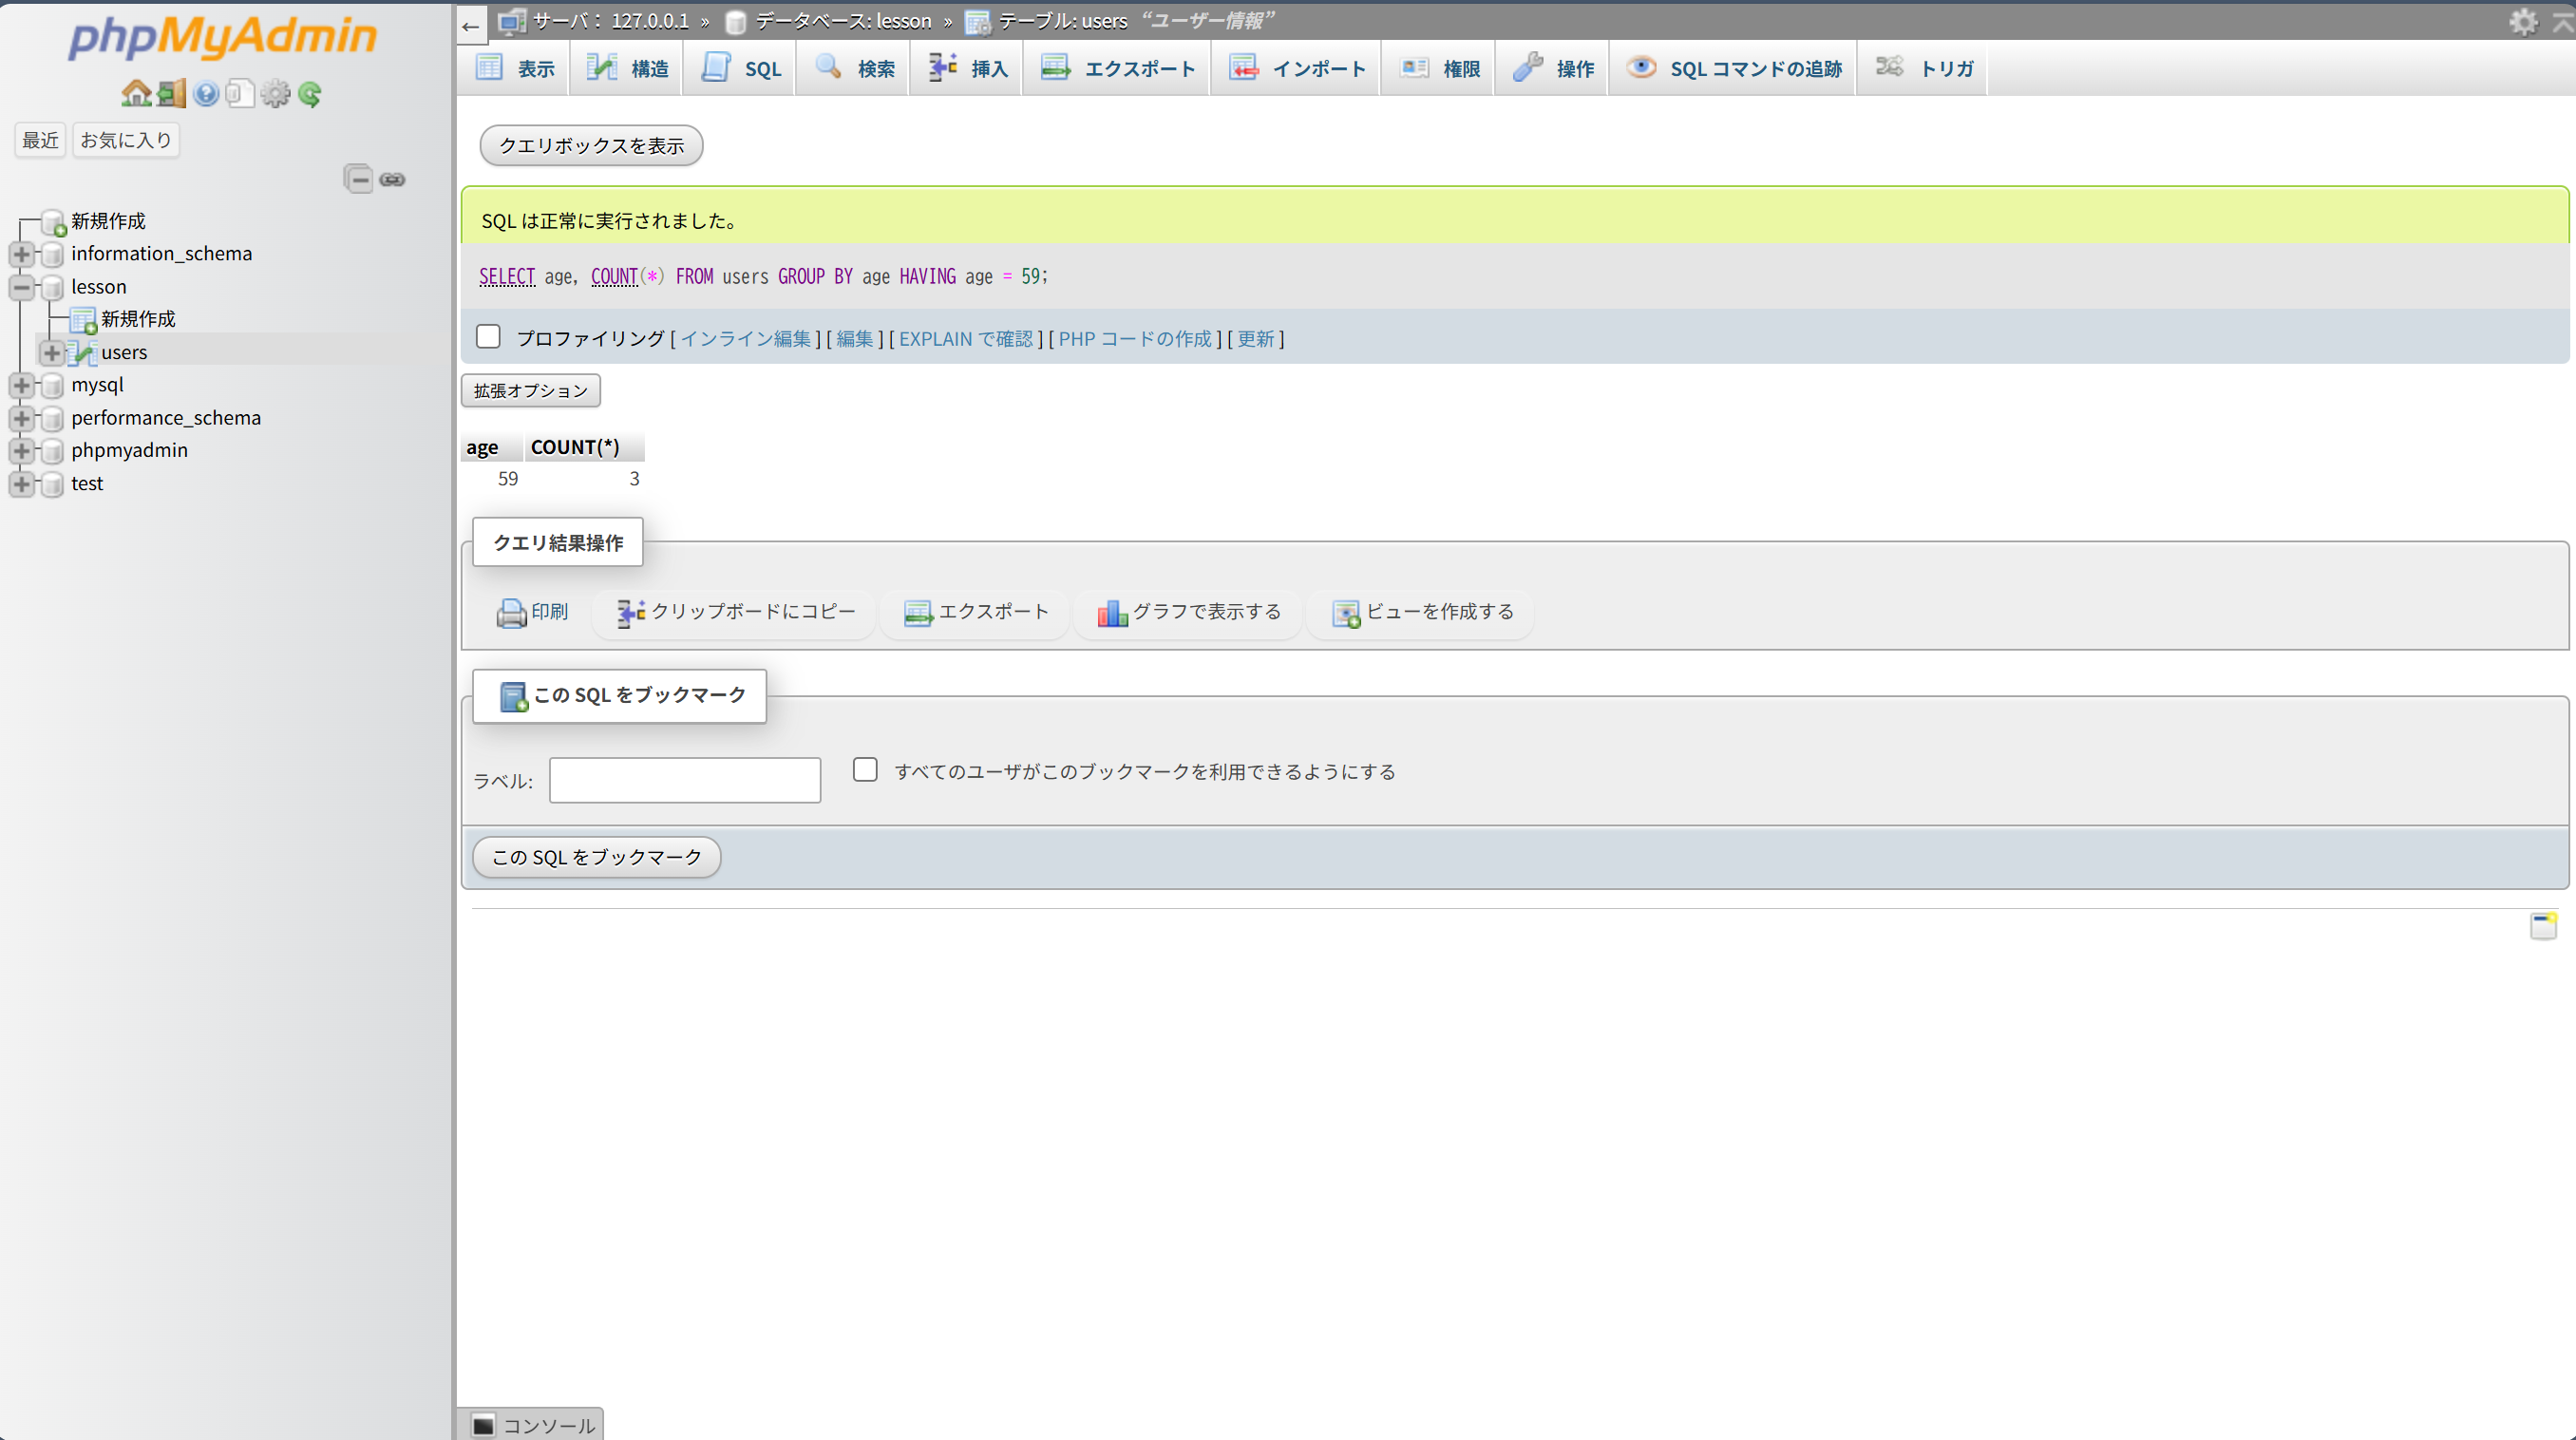 phpMyAdmin
最近 お気に入り
新規作成
information_schema
lesson
新規作成
users
mysql
performance_schema
phpmyadmin
test
← サーバ： 127.0.0.1 » データベース: lesson » テーブル: users “ユーザー情報”
表示 構造 SQL 検索 挿入 エクスポート インポート 権限 操作 SQL コマンドの追跡 トリガ
クエリボックスを表示
SQL は正常に実行されました。
SELECT age, COUNT(*) FROM users GROUP BY age HAVING age = 59;
プロファイリング [ インライン編集 ] [ 編集 ] [ EXPLAIN で確認 ] [ PHP コードの作成 ] [ 更新 ]
拡張オプション
age COUNT(*)
59 3
クエリ結果操作
印刷 クリップボードにコピー エクスポート グラフで表示する ビューを作成する
この SQL をブックマーク
ラベル: すべてのユーザがこのブックマークを利用できるようにする
この SQL をブックマーク
コンソール